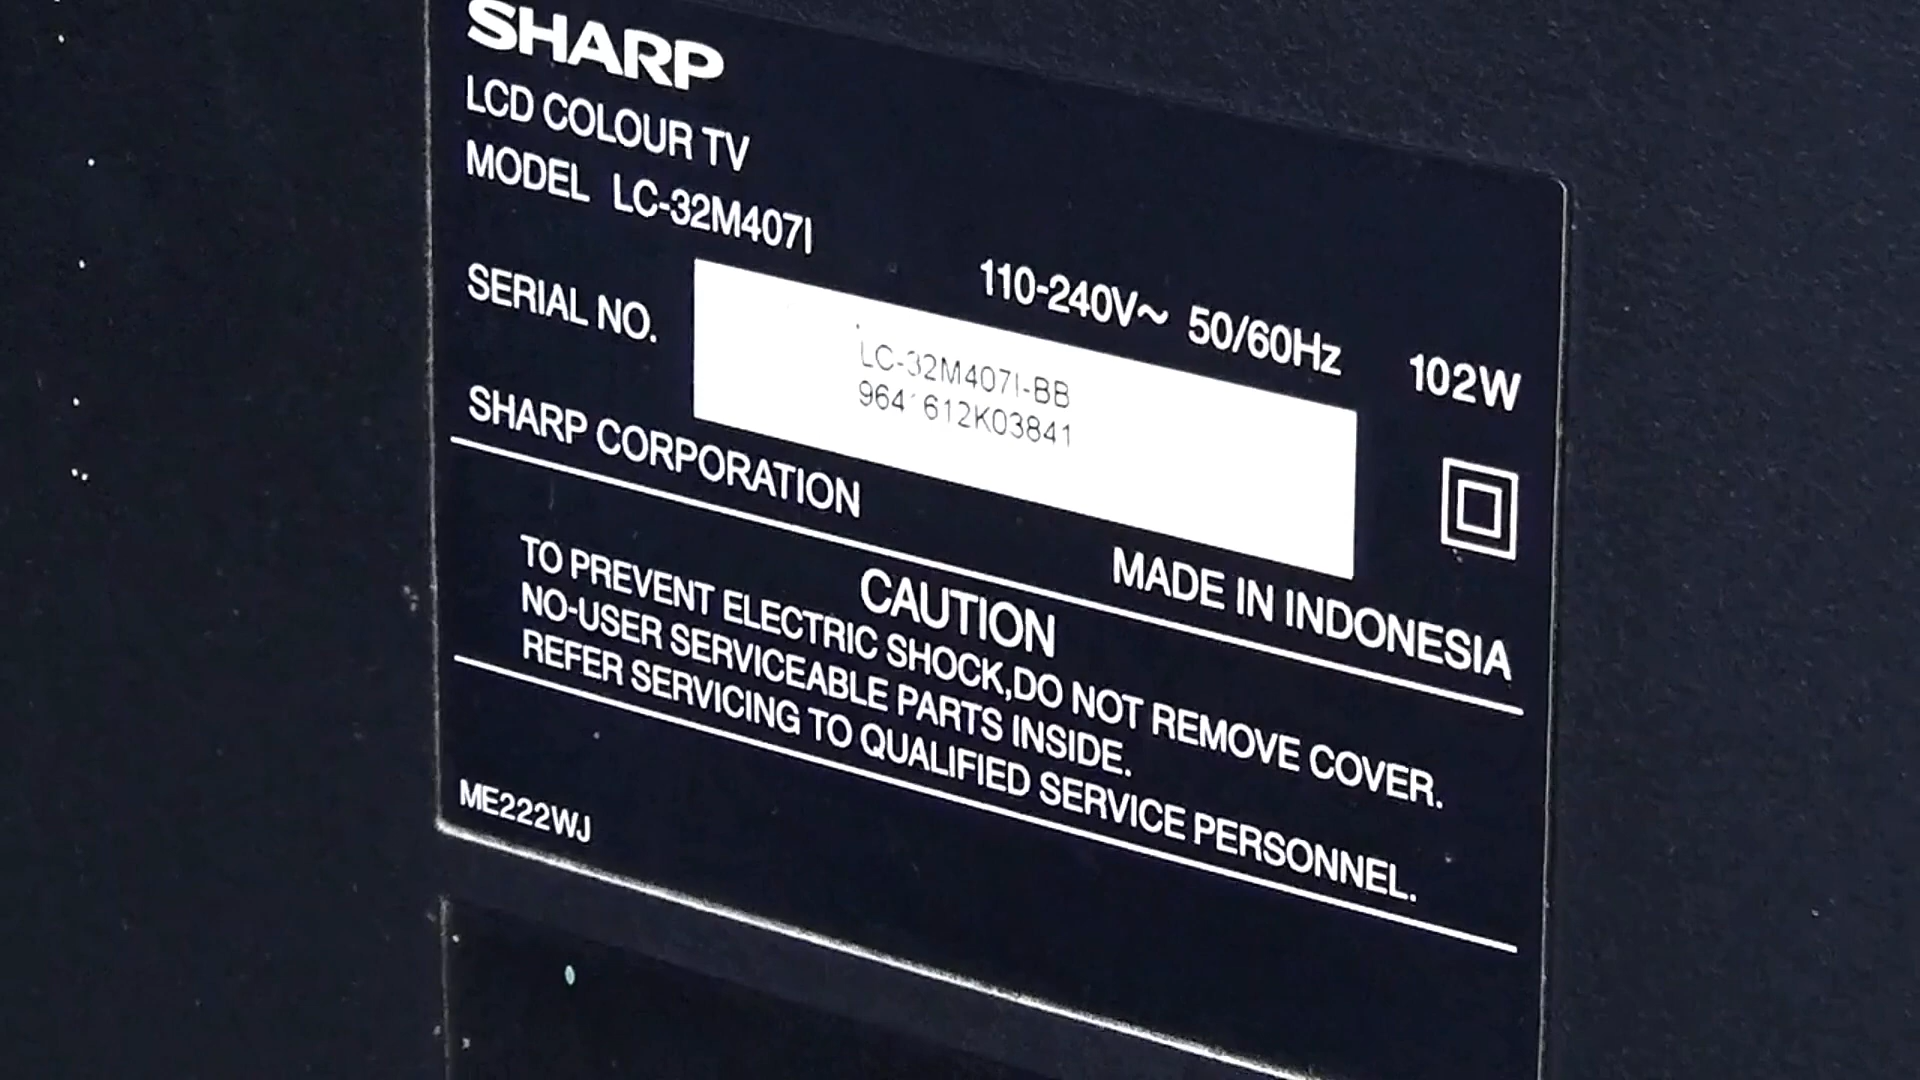 SHARP
LCD COLOUR TV
MODEL LC-32M407I
110-240V~ 50/60Hz 102W
SERIAL NO.
LC-32M407I-BB
612K03841
SHARP CORPORATION
MADE IN INDONESIA
CAUTION
TO PREVENT ELECTRIC SHOCK,DO NOT REMOVE COVER.
NO-USER SERVICEABLE PARTS INSIDE.
REFER SERVICING TO QUALIFIED SERVICE PERSONNEL.
ME222WJ